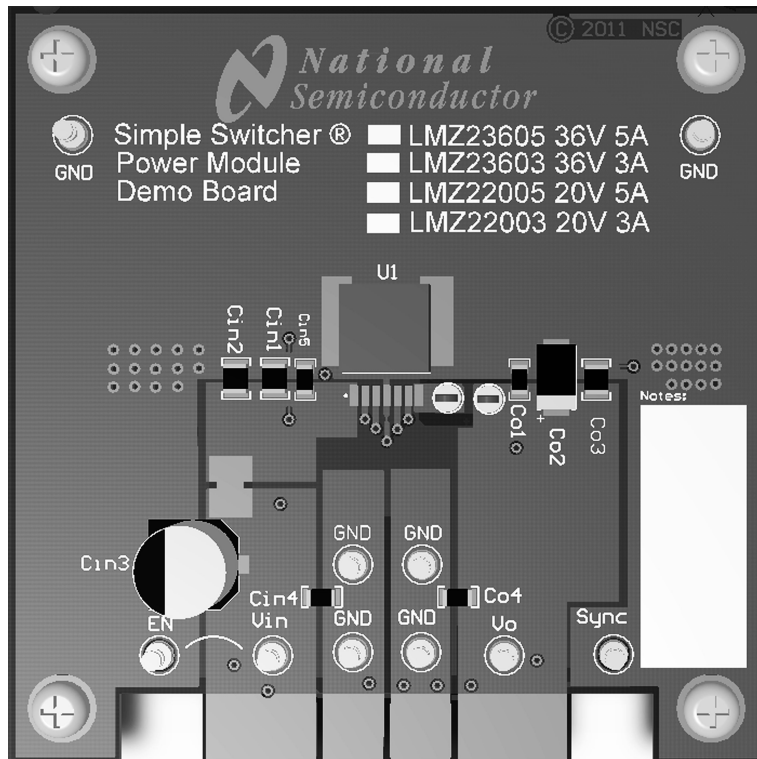 © 2011 NSC
National
Semiconductor
Simple Switcher ®
Power Module
Demo Board
LMZ23605 36V 5A
LMZ23603 36V 3A
LMZ22005 20V 5A
LMZ22003 20V 3A
GND
GND
U1
Cin2
Cin1
Cin5
Co1
+
Co2
Co3
Notes:
Cin3
GND
GND
Cin4
Co4
EN
Vin
GND
GND
Vo
Sync